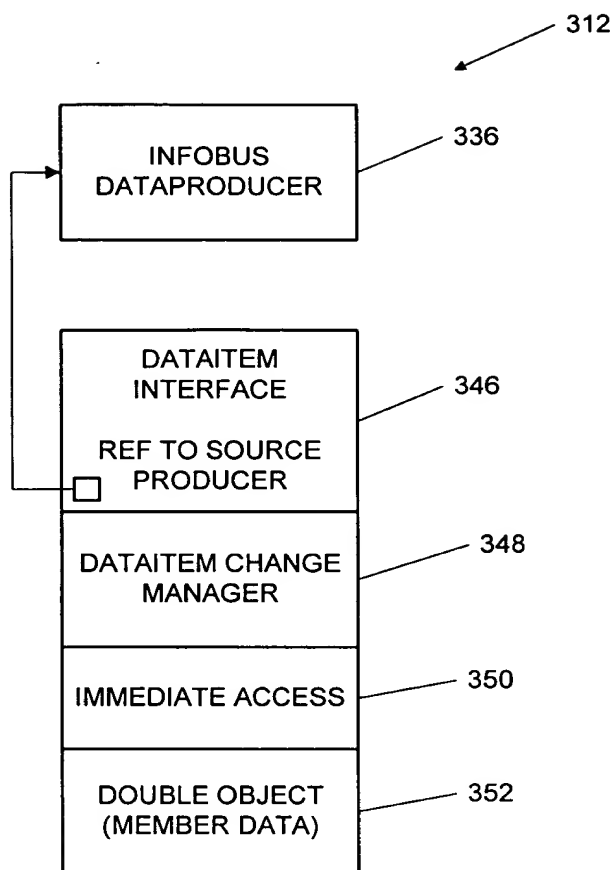 312
INFOBUS
DATAPRODUCER
336
DATAITEM
INTERFACE
REF TO SOURCE
PRODUCER
346
DATAITEM CHANGE
MANAGER
348
IMMEDIATE ACCESS
350
DOUBLE OBJECT
(MEMBER DATA)
352